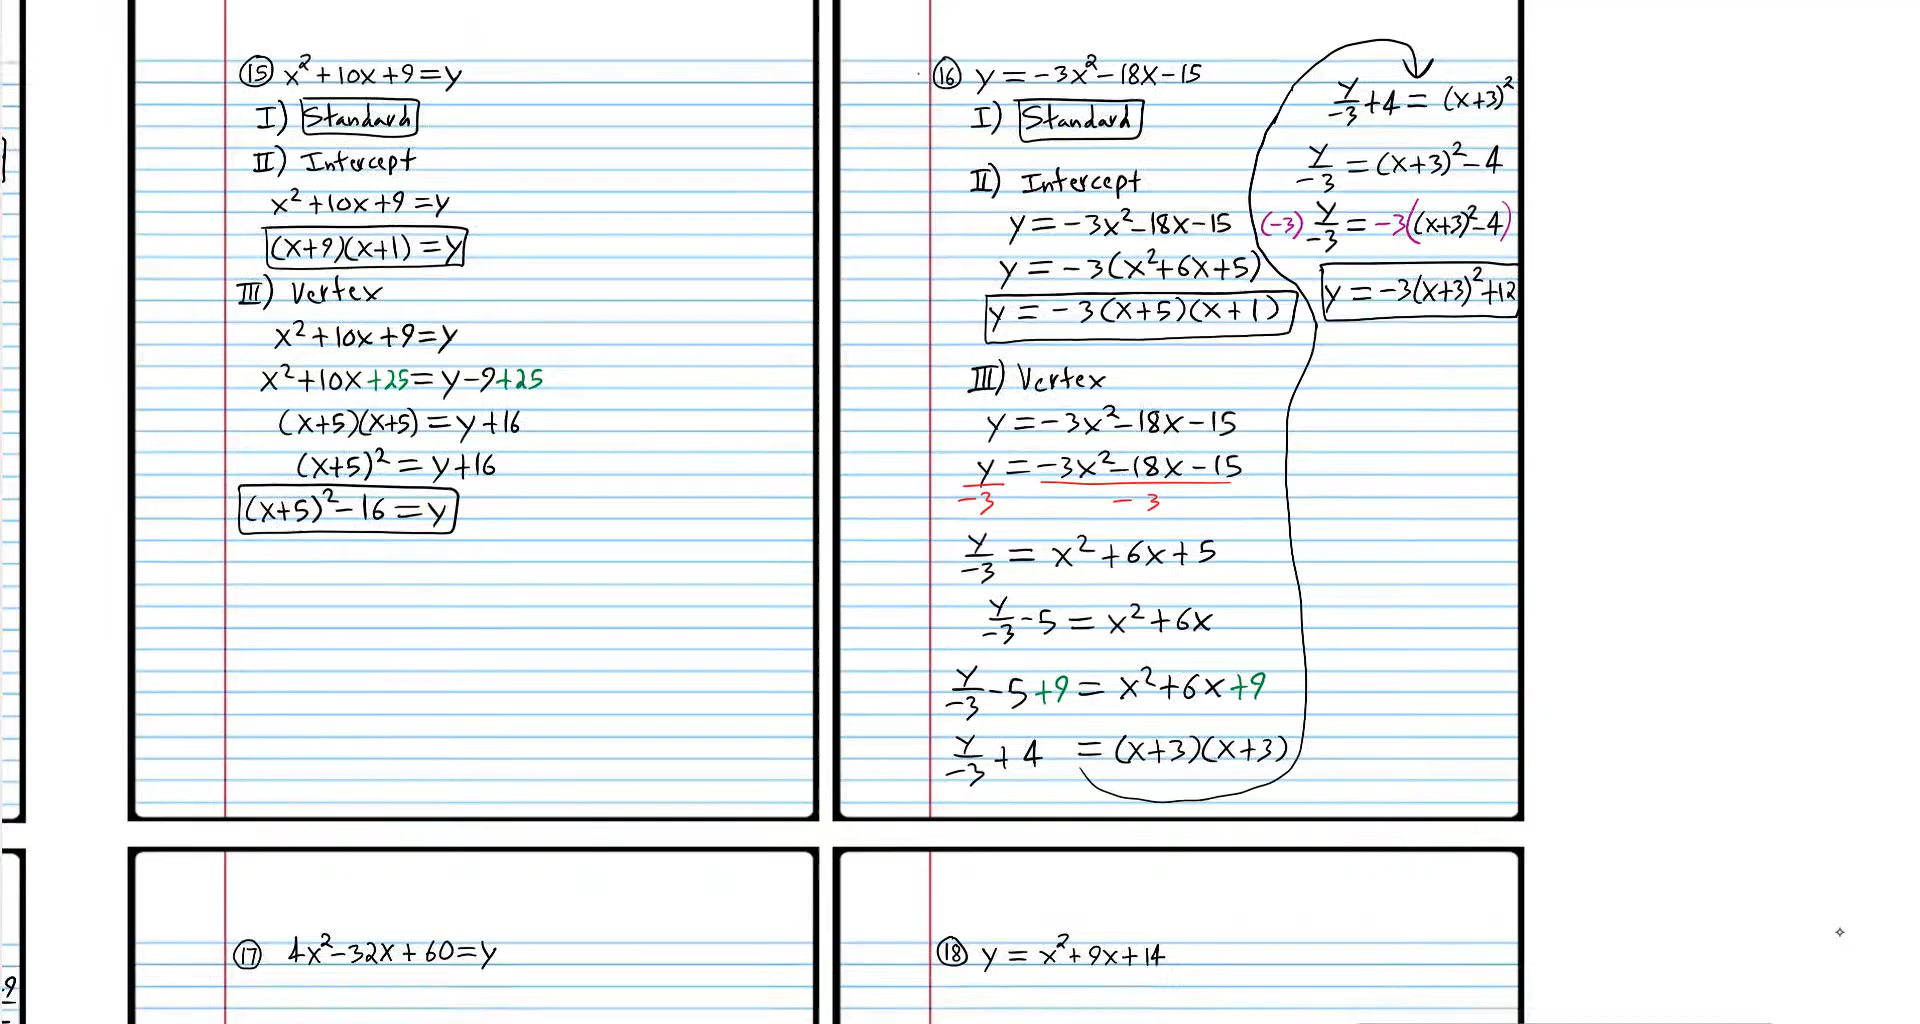 ⑮ x² + 10x + 9 = y
I) Standard
II) Intercept
x² + 10x + 9 = y
(x+9)(x+1) = y
III) Vertex
x² + 10x + 9 = y
x² + 10x + 25 = y - 9 + 25
(x+5)(x+5) = y + 16
(x+5)² = y + 16
(x+5)² - 16 = y
⑯ y = -3x² - 18x - 15
I) Standard
II) Intercept
y = -3x² - 18x - 15
y = -3(x² + 6x + 5)
y = -3(x+5)(x+1)
III) Vertex
y = -3x² - 18x - 15
y/-3 = (-3x² - 18x - 15)/-3
y/-3 = x² + 6x + 5
y/-3 - 5 = x² + 6x
y/-3 - 5 + 9 = x² + 6x + 9
y/-3 + 4 = (x+3)(x+3)
y/-3 + 4 = (x+3)²
y/-3 = (x+3)² - 4
(-3) y/-3 = -3((x+3)² - 4)
y = -3(x+3)² + 12
9
⑰ 4x² - 32x + 60 = y
⑱ y = x² + 9x + 14